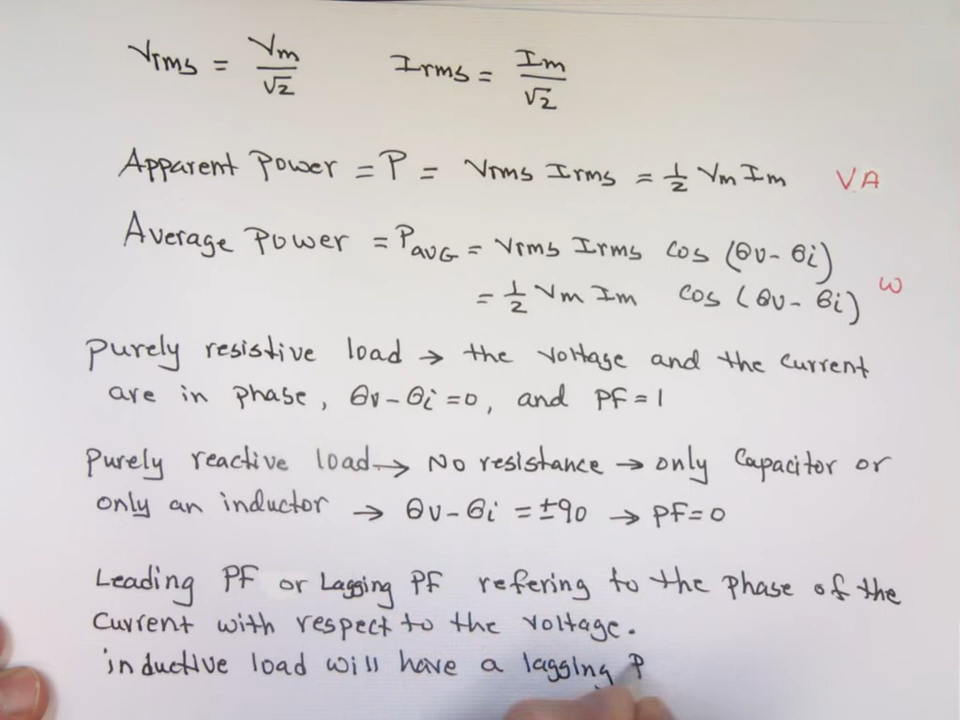 Vrms = Vm/√2 Irms = Im/√2
Apparent Power = P = Vrms Irms = 1/2 Vm Im VA
Average Power = PAVG = Vrms Irms cos (θv - θi)
= 1/2 Vm Im cos (θv - θi) W
purely resistive load → the voltage and the current
are in phase, θv - θi = 0, and PF = 1
purely reactive load → No resistance → only Capacitor or
only an inductor → θv - θi = ±90 → PF = 0
Leading PF or Lagging PF refering to the phase of the
current with respect to the voltage.
inductive load will have a lagging P